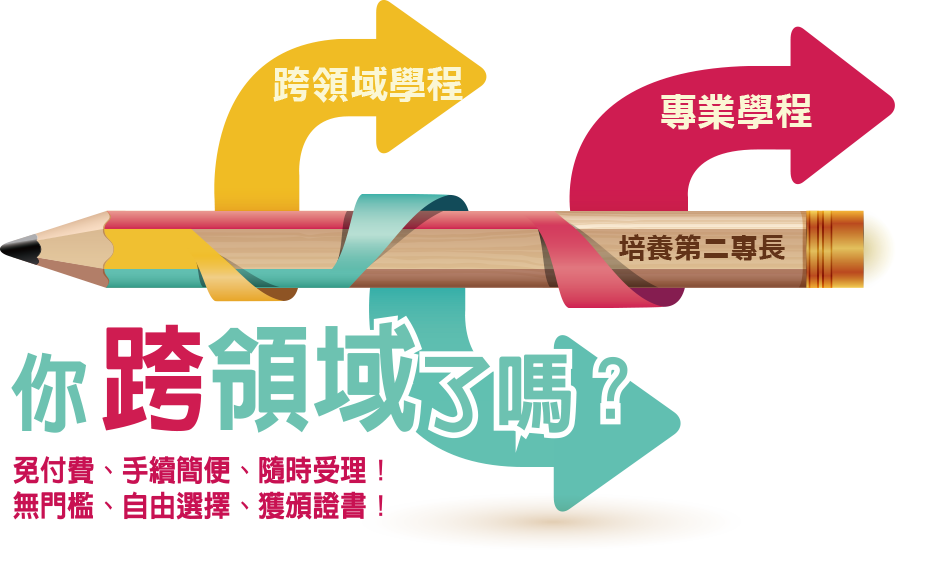 跨領域學程
專業學程
培養第二專長
你跨領域了嗎？
免付費、手續簡便、隨時受理！
無門檻、自由選擇、獲頒證書！